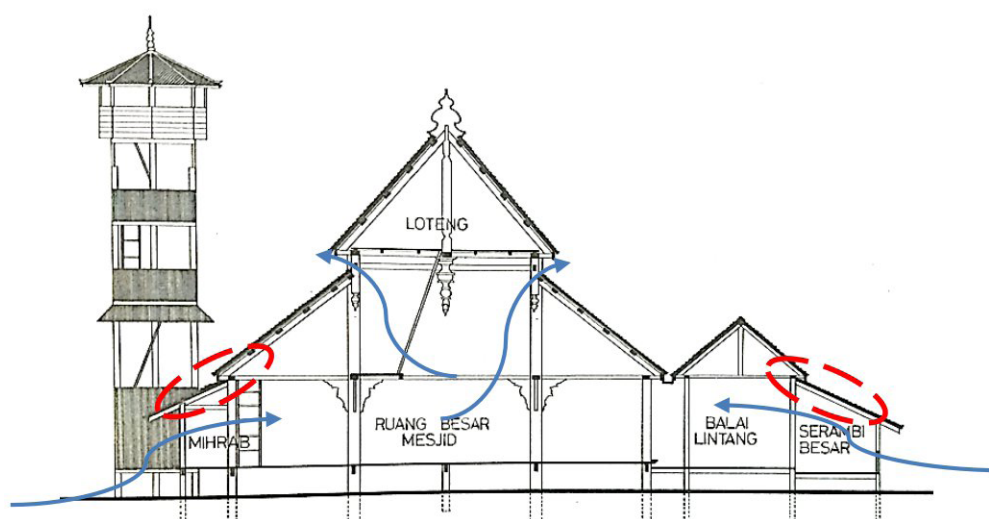 LOTENG
RUANG BESAR
MESJID
MIHRAB
BALAI
LINTANG
SERAMBI
BESAR